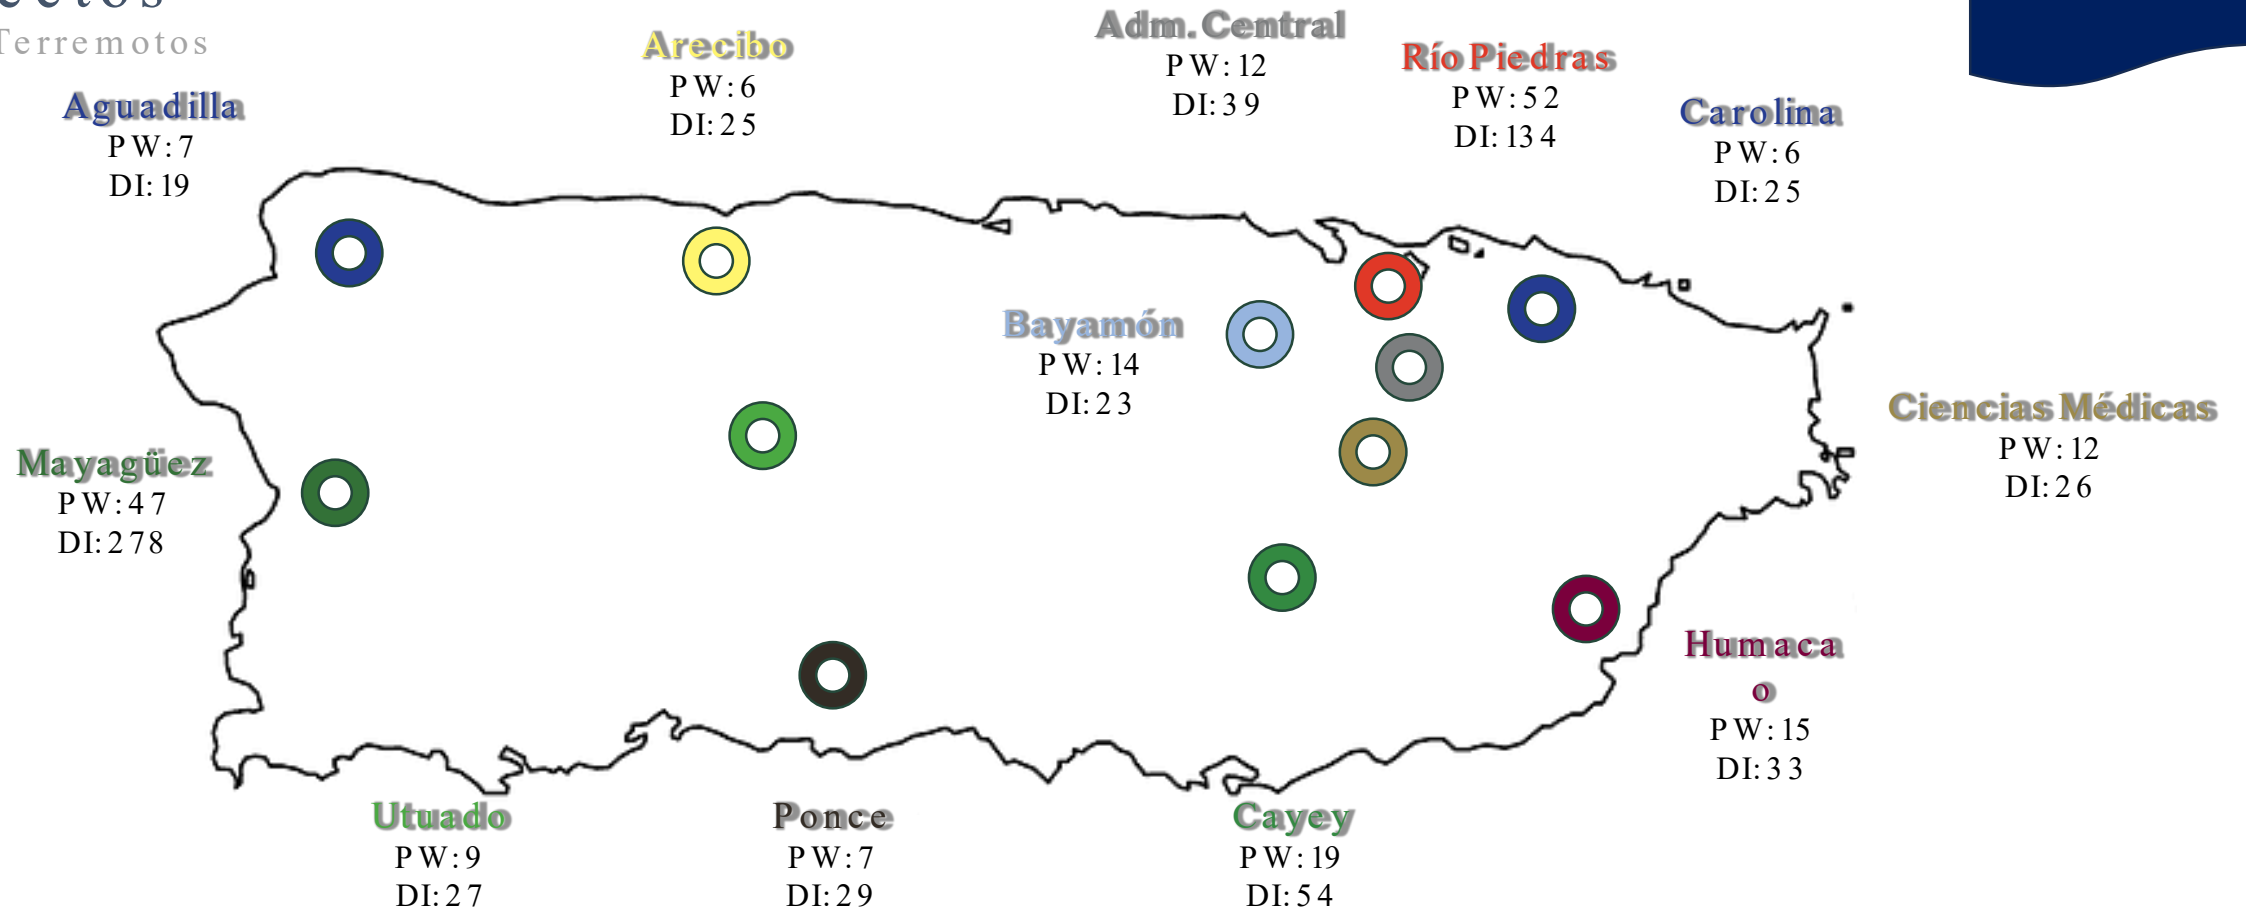 Terremotos
Aguadilla
PW:7
DI:19
Arecibo
PW:6
DI:25
Adm. Central
PW:12
DI:39
Río Piedras
PW:52
DI:134
Carolina
PW:6
DI:25
Bayamón
PW:14
DI:23
Ciencias Médicas
PW:12
DI:26
Mayagüez
PW:47
DI:278
Humaca
o
PW:15
DI:33
Utuado
PW:9
DI:27
Ponce
PW:7
DI:29
Cayey
PW:19
DI:54